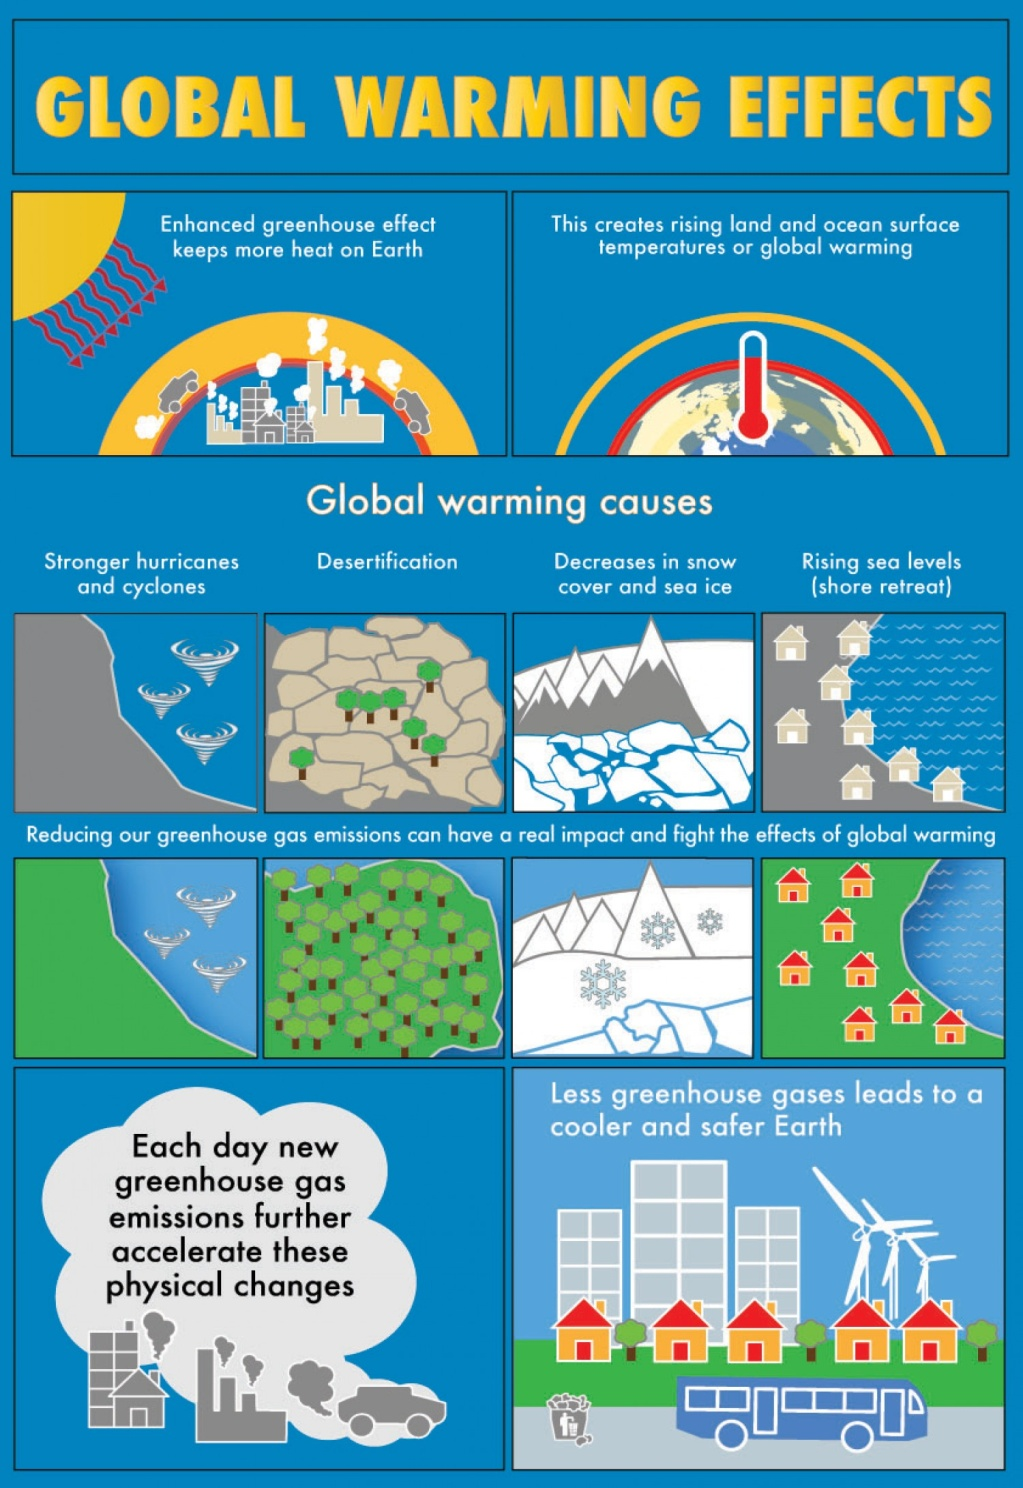 GLOBAL WARMING EFFECTS
Enhanced greenhouse effect
keeps more heat on Earth
This creates rising land and ocean surface
temperatures or global warming
Global warming causes
Stronger hurricanes
and cyclones
Desertification
Decreases in snow
cover and sea ice
Rising sea levels
(shore retreat)
Reducing our greenhouse gas emissions can have a real impact and fight the effects of global warming
Each day new
greenhouse gas
emissions further
accelerate these
physical changes
Less greenhouse gases leads to a
cooler and safer Earth